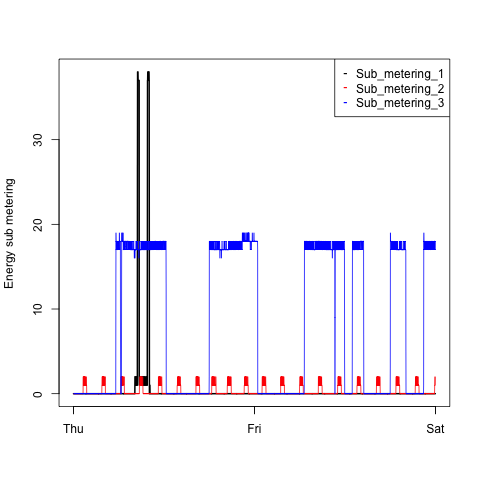 Sub_metering_1
Sub_metering_2
Sub_metering_3
Energy sub metering
30
20
10
0
Thu
Fri
Sat